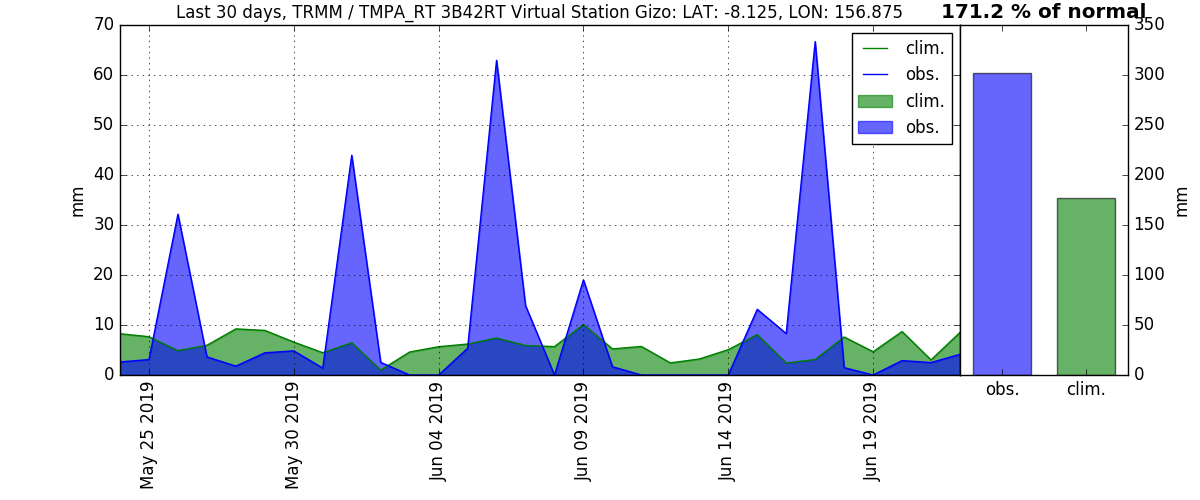 Last 30 days, TRMM / TMPA_RT 3B42RT Virtual Station Gizo: LAT: -8.125, LON: 156.875
171.2 % of normal
70
60
50
40
30
20
10
0
mm
clim.
obs.
clim.
obs.
May 25 2019
May 30 2019
Jun 04 2019
Jun 09 2019
Jun 14 2019
Jun 19 2019
350
300
250
200
150
100
50
0
mm
obs.
clim.